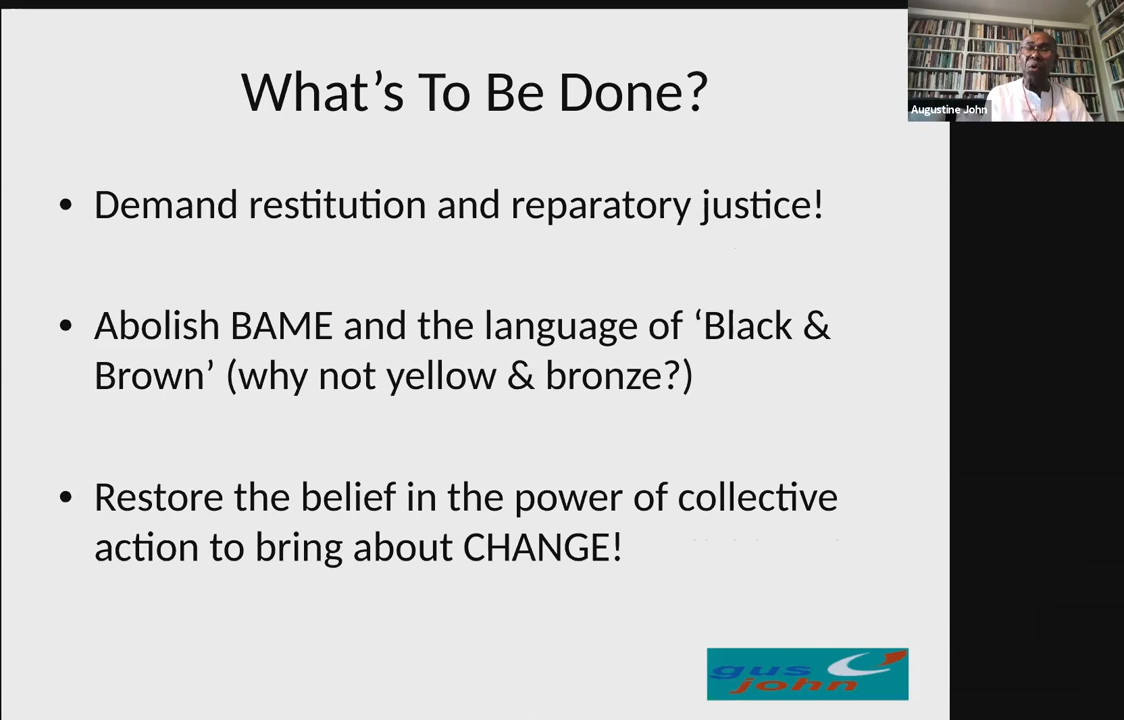 What’s To Be Done?
Augustine John
• Demand restitution and reparatory justice!
• Abolish BAME and the language of ‘Black &
Brown’ (why not yellow & bronze?)
• Restore the belief in the power of collective
action to bring about CHANGE!
gus
john